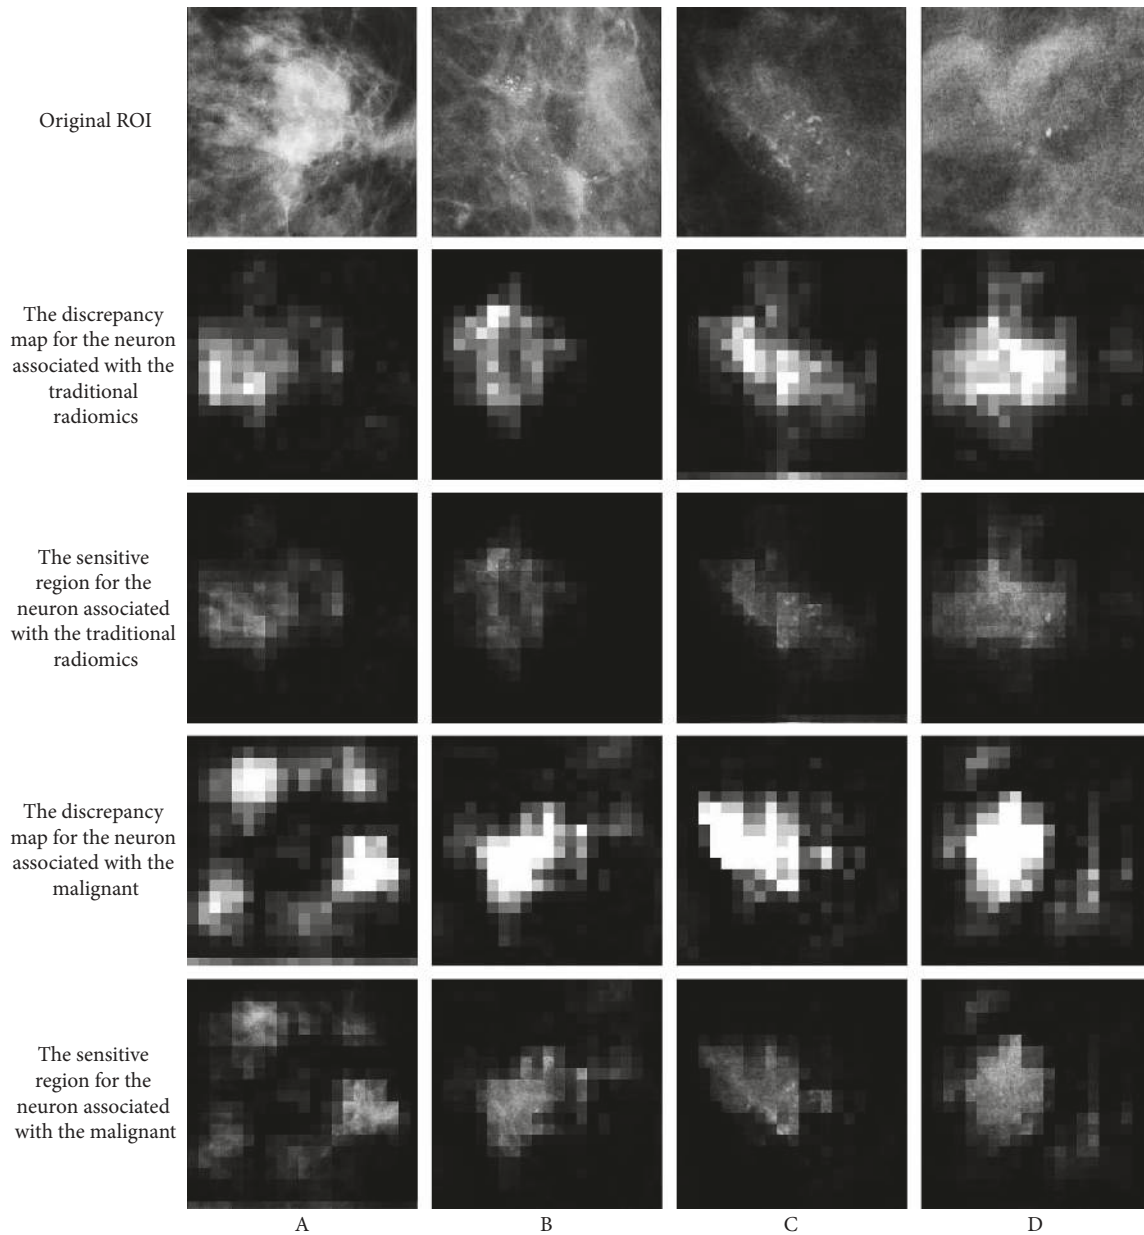 Original ROI
The discrepancy
map for the neuron
associated with the
traditional
radiomics
The sensitive
region for the
neuron associated
with the traditional
radiomics
The discrepancy
map for the neuron
associated with the
malignant
The sensitive
region for the
neuron associated
with the malignant
A
B
C
D